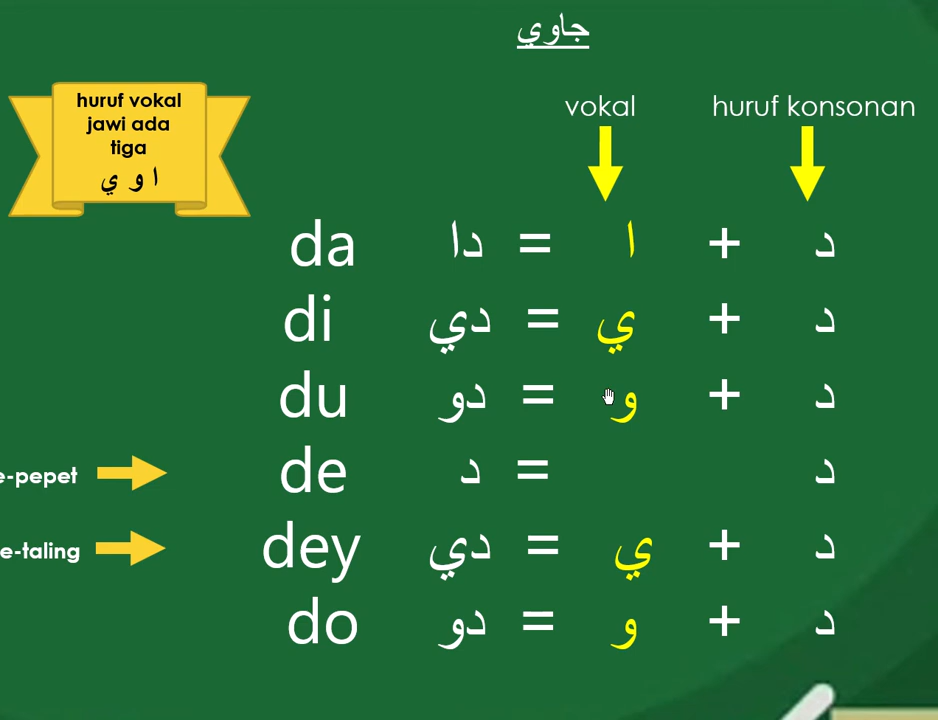 جاوي
huruf vokal
jawi ada
tiga
ا و ي
vokal huruf konsonan
da دا = ا + د
di دي = ي + د
du دو = و + د
e-pepet de د = د
e-taling dey دي = ي + د
do دو = و + د